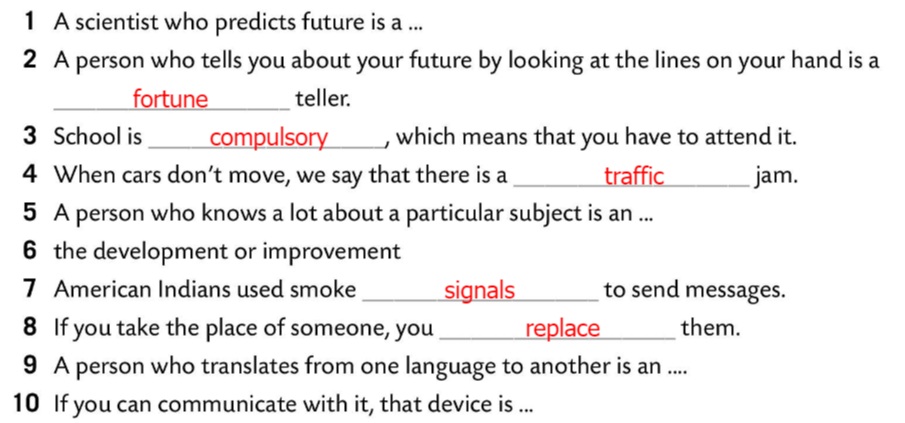 1 A scientist who predicts future is a ...
2 A person who tells you about your future by looking at the lines on your hand is a
fortune teller.
3 School is compulsory, which means that you have to attend it.
4 When cars don't move, we say that there is a traffic jam.
5 A person who knows a lot about a particular subject is an ...
6 the development or improvement
7 American Indians used smoke signals to send messages.
8 If you take the place of someone, you replace them.
9 A person who translates from one language to another is an ....
10 If you can communicate with it, that device is ...